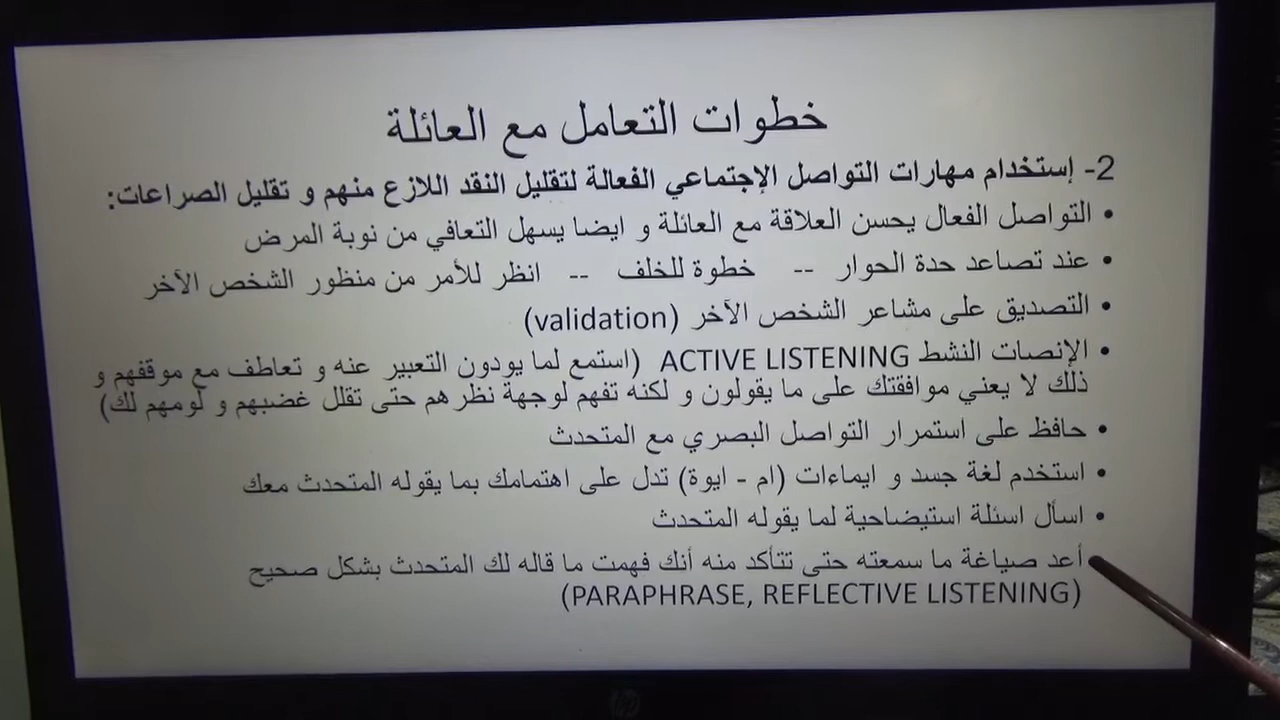 خطوات التعامل مع العائلة
2- إستخدام مهارات التواصل الإجتماعي الفعالة لتقليل النقد اللازع منهم و تقليل الصراعات:
• التواصل الفعال يحسن العلاقة مع العائلة و ايضا يسهل التعافي من نوبة المرض
• عند تصاعد حدة الحوار -- خطوة للخلف -- انظر للأمر من منظور الشخص الآخر
• التصديق على مشاعر الشخص الآخر (validation)
• الإنصات النشط ACTIVE LISTENING (استمع لما يودون التعبير عنه و تعاطف مع موقفهم و
ذلك لا يعني موافقتك على ما يقولون و لكنه تفهم لوجهة نظرهم حتى تقلل غضبهم و لومهم لك)
• حافظ على استمرار التواصل البصري مع المتحدث
• استخدم لغة جسد و ايماءات (ام - ايوة) تدل على اهتمامك بما يقوله المتحدث معك
• اسأل اسئلة استيضاحية لما يقوله المتحدث
• أعد صياغة ما سمعته حتى تتأكد منه أنك فهمت ما قاله لك المتحدث بشكل صحيح
(PARAPHRASE, REFLECTIVE LISTENING)
hp